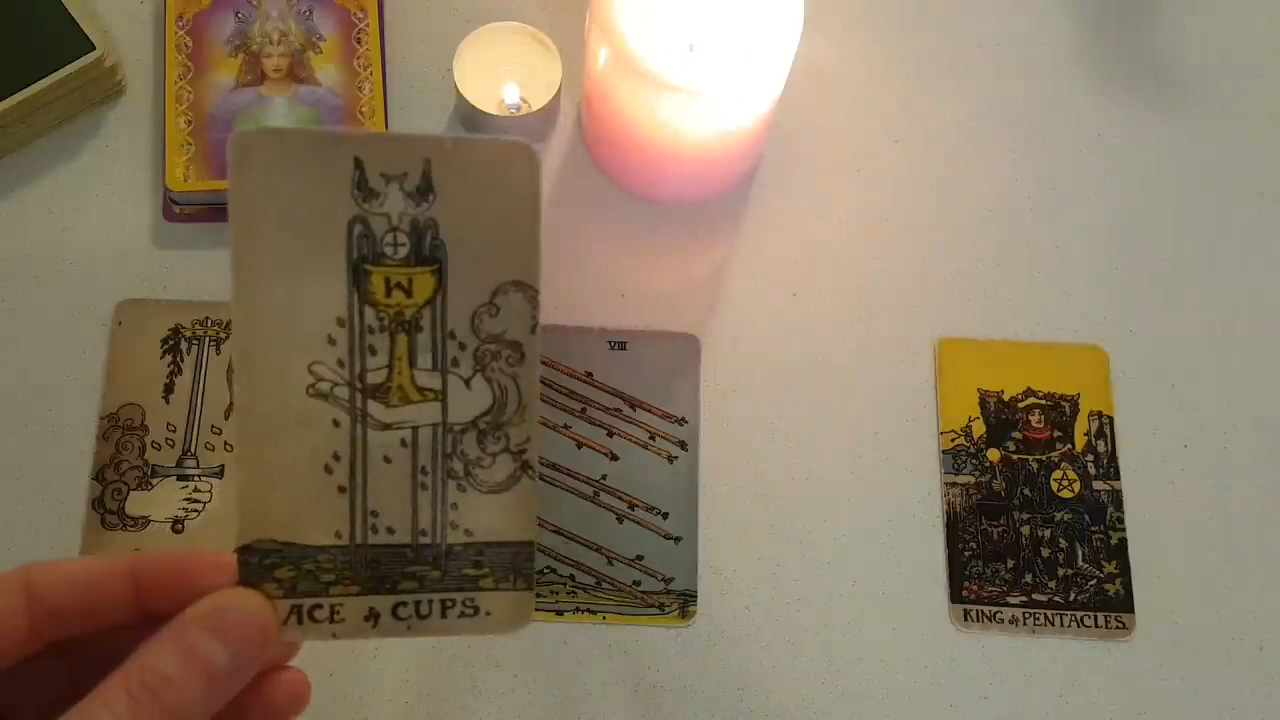 VIII
ACE of CUPS.
KING of PENTACLES.